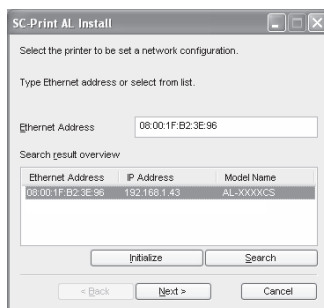 SC-Print AL Install
Select the printer to be set a network configuration.
Type Ethernet address or select from list.
Ethernet Address 08:00:1F:B2:3E:96
Search result overview
Ethernet Address IP Address Model Name
08:00:1F:B2:3E:96 192.168.1.43 AL-XXXXCS
Initialize Search
< Back Next > Cancel